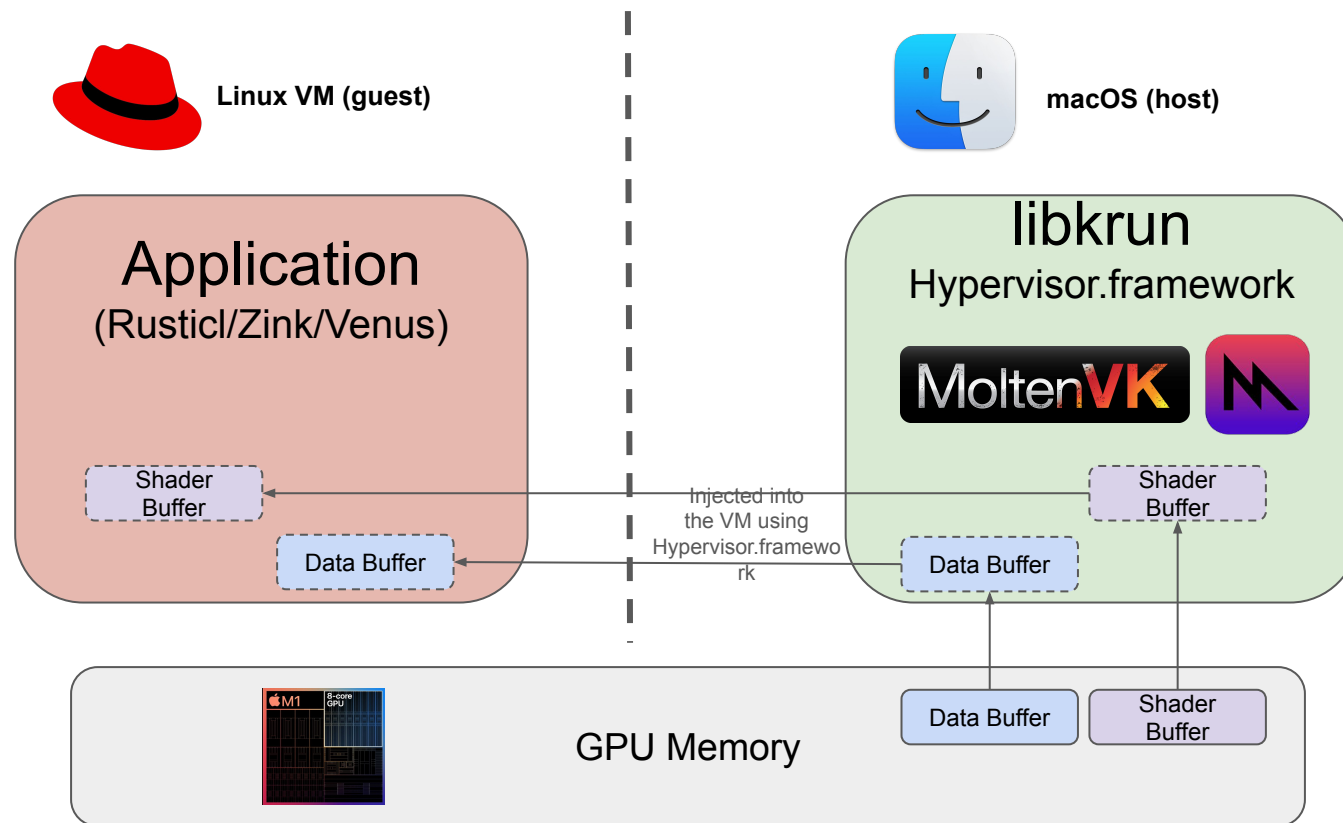 Linux VM (guest)
macOS (host)
Application
(Rusticl/Zink/Venus)
libkrun
Hypervisor.framework
MoltenVK
Shader
Buffer
Data Buffer
Injected into
the VM using
Hypervisor.framewo
rk
Shader
Buffer
Data Buffer
M1
8-core
GPU
GPU Memory
Data Buffer
Shader
Buffer